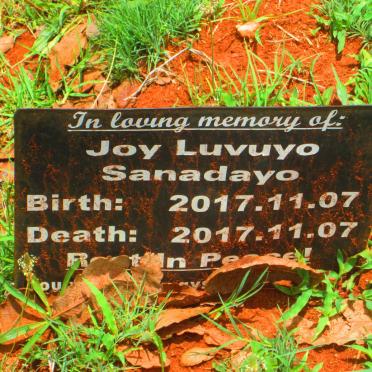 In loving memory of:
Joy Luvuyo
Sanadayo
Birth: 2017.11.07
Death: 2017.11.07
Rest In Peace!